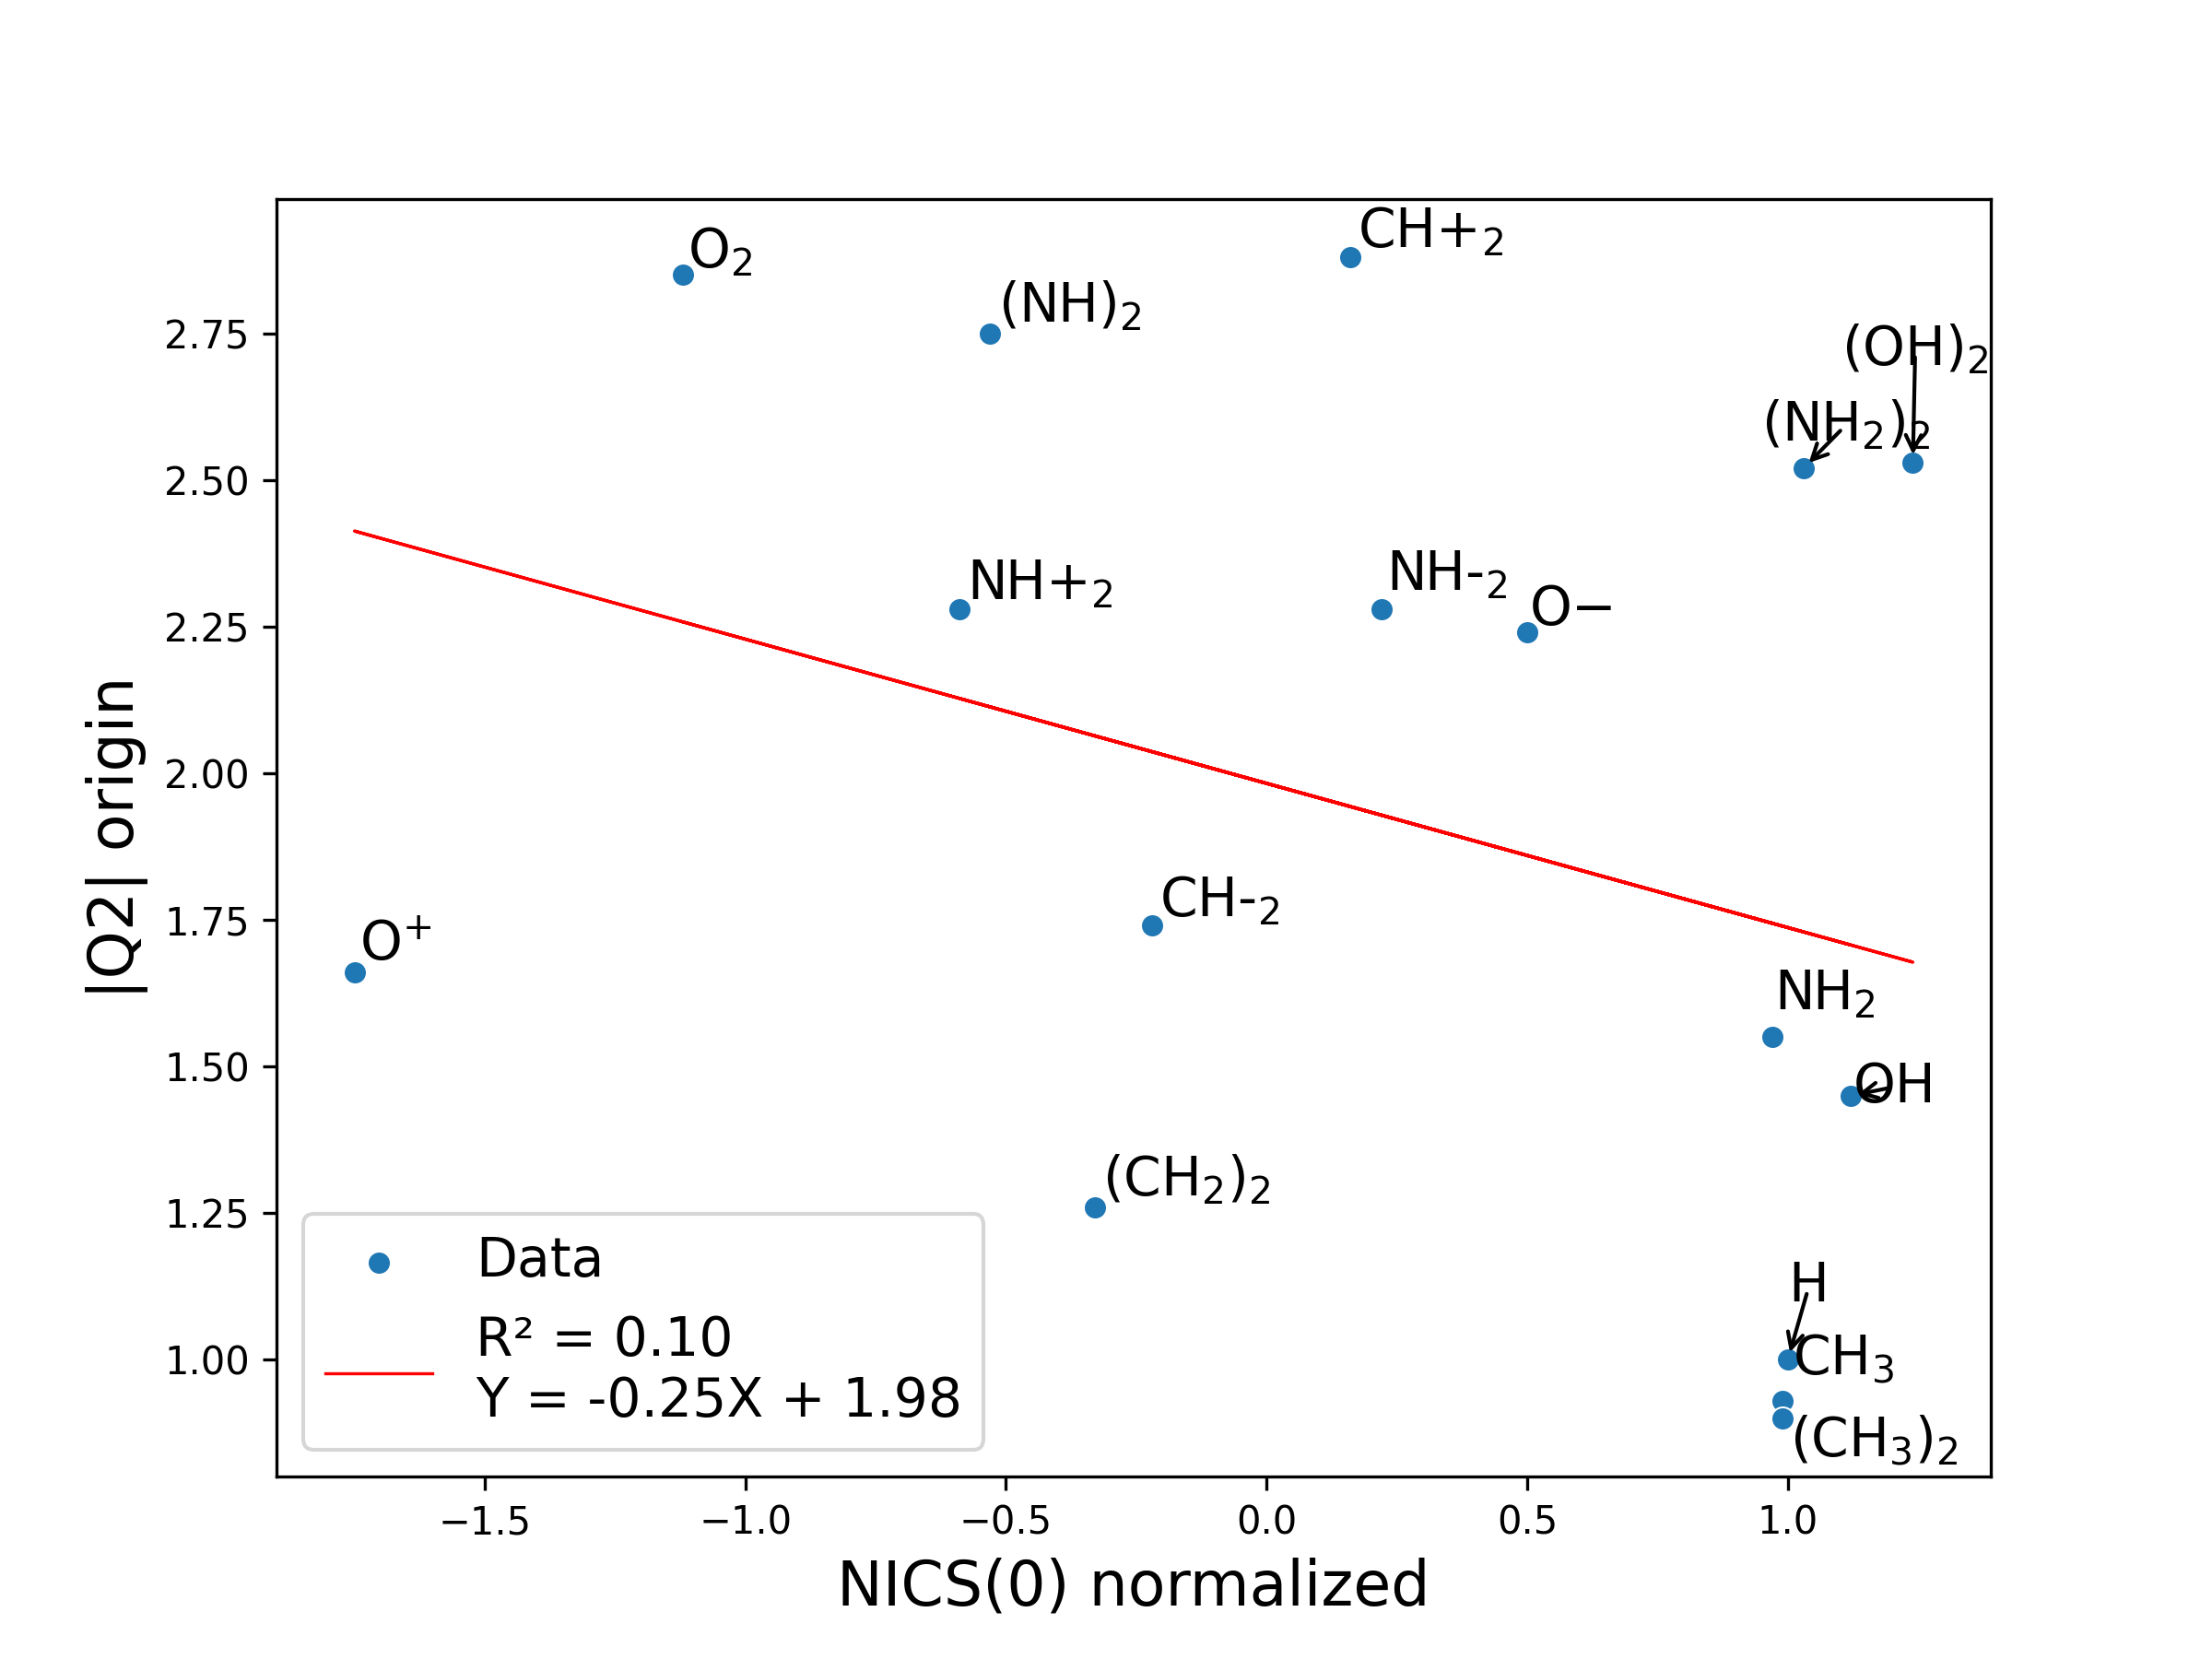 O₂
CH+₂
(NH)₂
(OH)₂
(NH₂)₂
NH+₂
NH-₂
O−
CH-₂
O⁺
NH₂
OH
(CH₂)₂
H
CH₃
(CH₃)₂
2.75
2.50
2.25
2.00
1.75
1.50
1.25
1.00
|Q2| origin
Data
R² = 0.10
Y = -0.25X + 1.98
−1.5 −1.0 −0.5 0.0 0.5 1.0
NICS(0) normalized